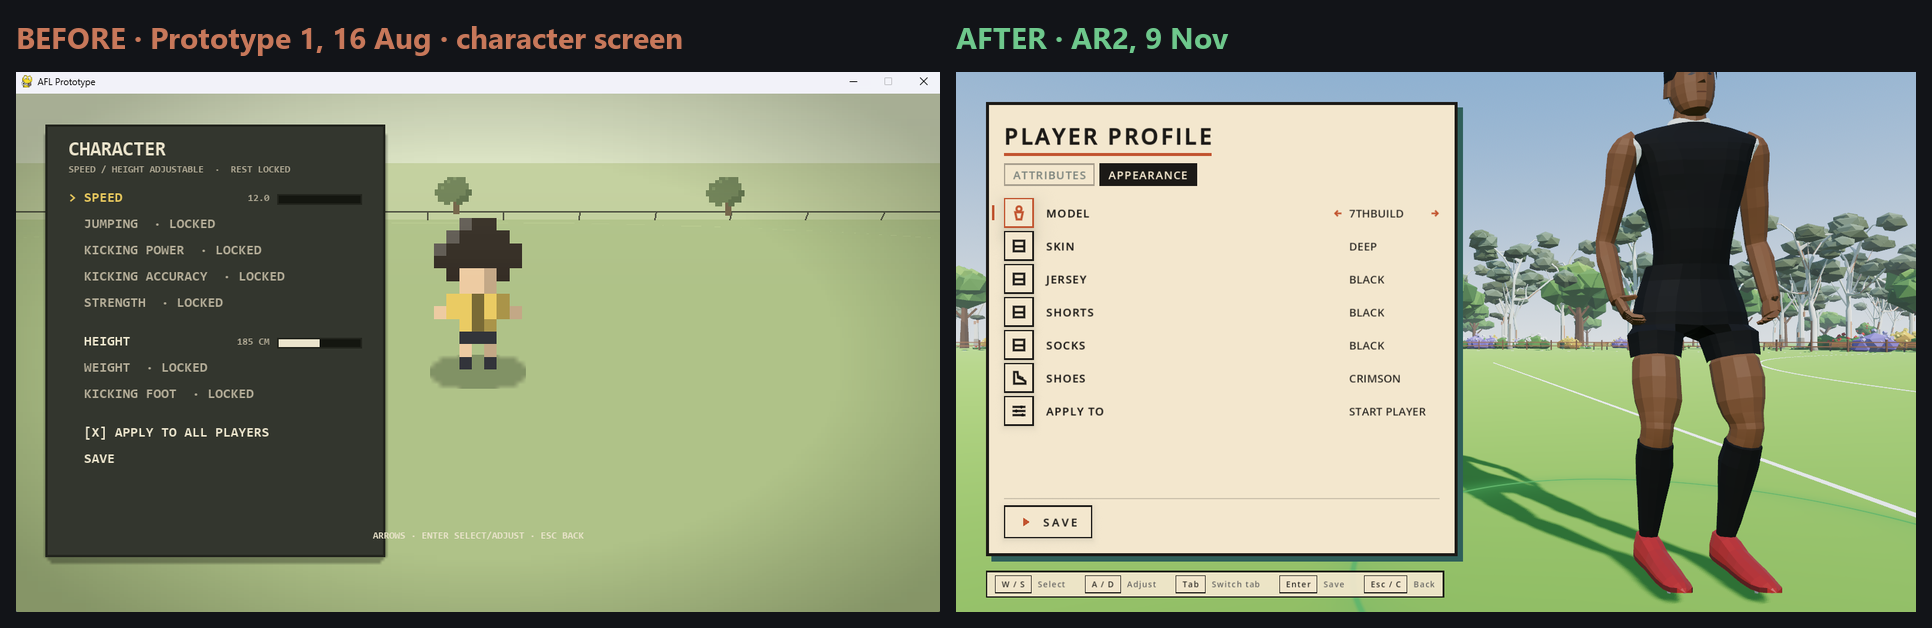 BEFORE · Prototype 1, 16 Aug · character screen
AFL Prototype
CHARACTER
SPEED / HEIGHT ADJUSTABLE · REST LOCKED
> SPEED 12.0
JUMPING · LOCKED
KICKING POWER · LOCKED
KICKING ACCURACY · LOCKED
STRENGTH · LOCKED
HEIGHT 185 CM
WEIGHT · LOCKED
KICKING FOOT · LOCKED
[X] APPLY TO ALL PLAYERS
SAVE
ARROWS · ENTER SELECT/ADJUST · ESC BACK
AFTER · AR2, 9 Nov
PLAYER PROFILE
ATTRIBUTES APPEARANCE
MODEL ← 7THBUILD →
SKIN DEEP
JERSEY BLACK
SHORTS BLACK
SOCKS BLACK
SHOES CRIMSON
APPLY TO START PLAYER
SAVE
W / S Select A / D Adjust Tab Switch tab Enter Save Esc / C Back